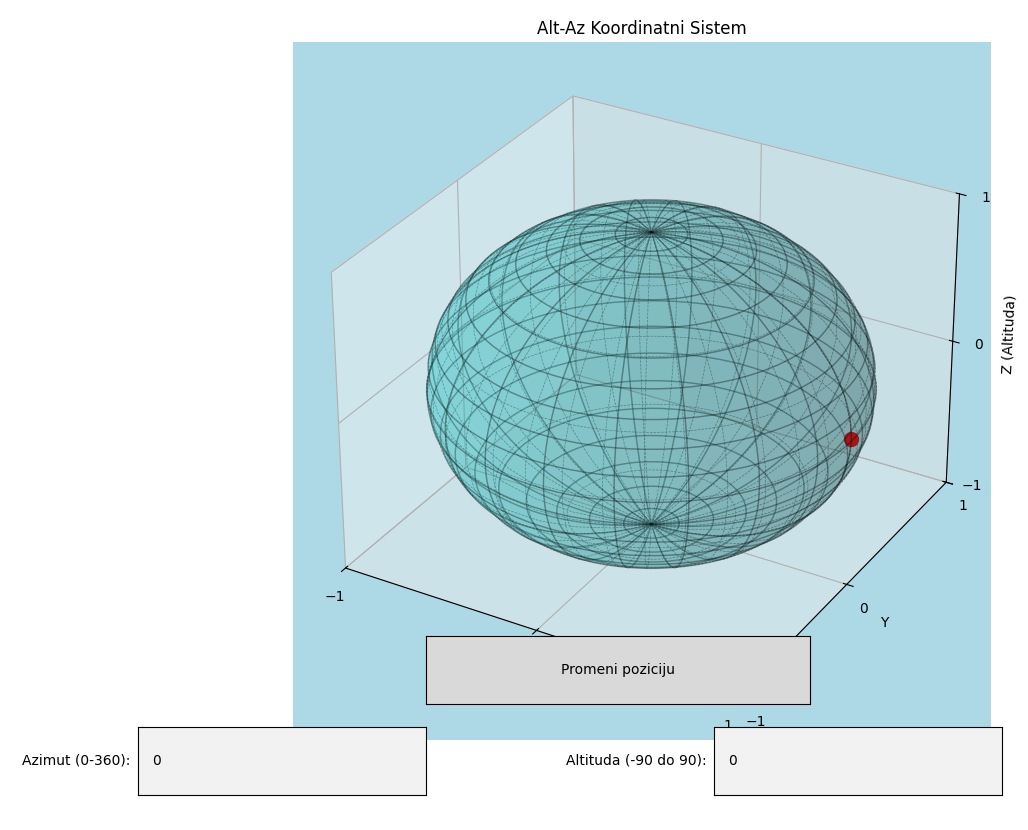 Alt-Az Koordinatni Sistem
1
0
Z (Altituda)
−1
1
−1
0
Y
Promeni poziciju
1
−1
Azimut (0-360):
0
Altituda (-90 do 90):
0